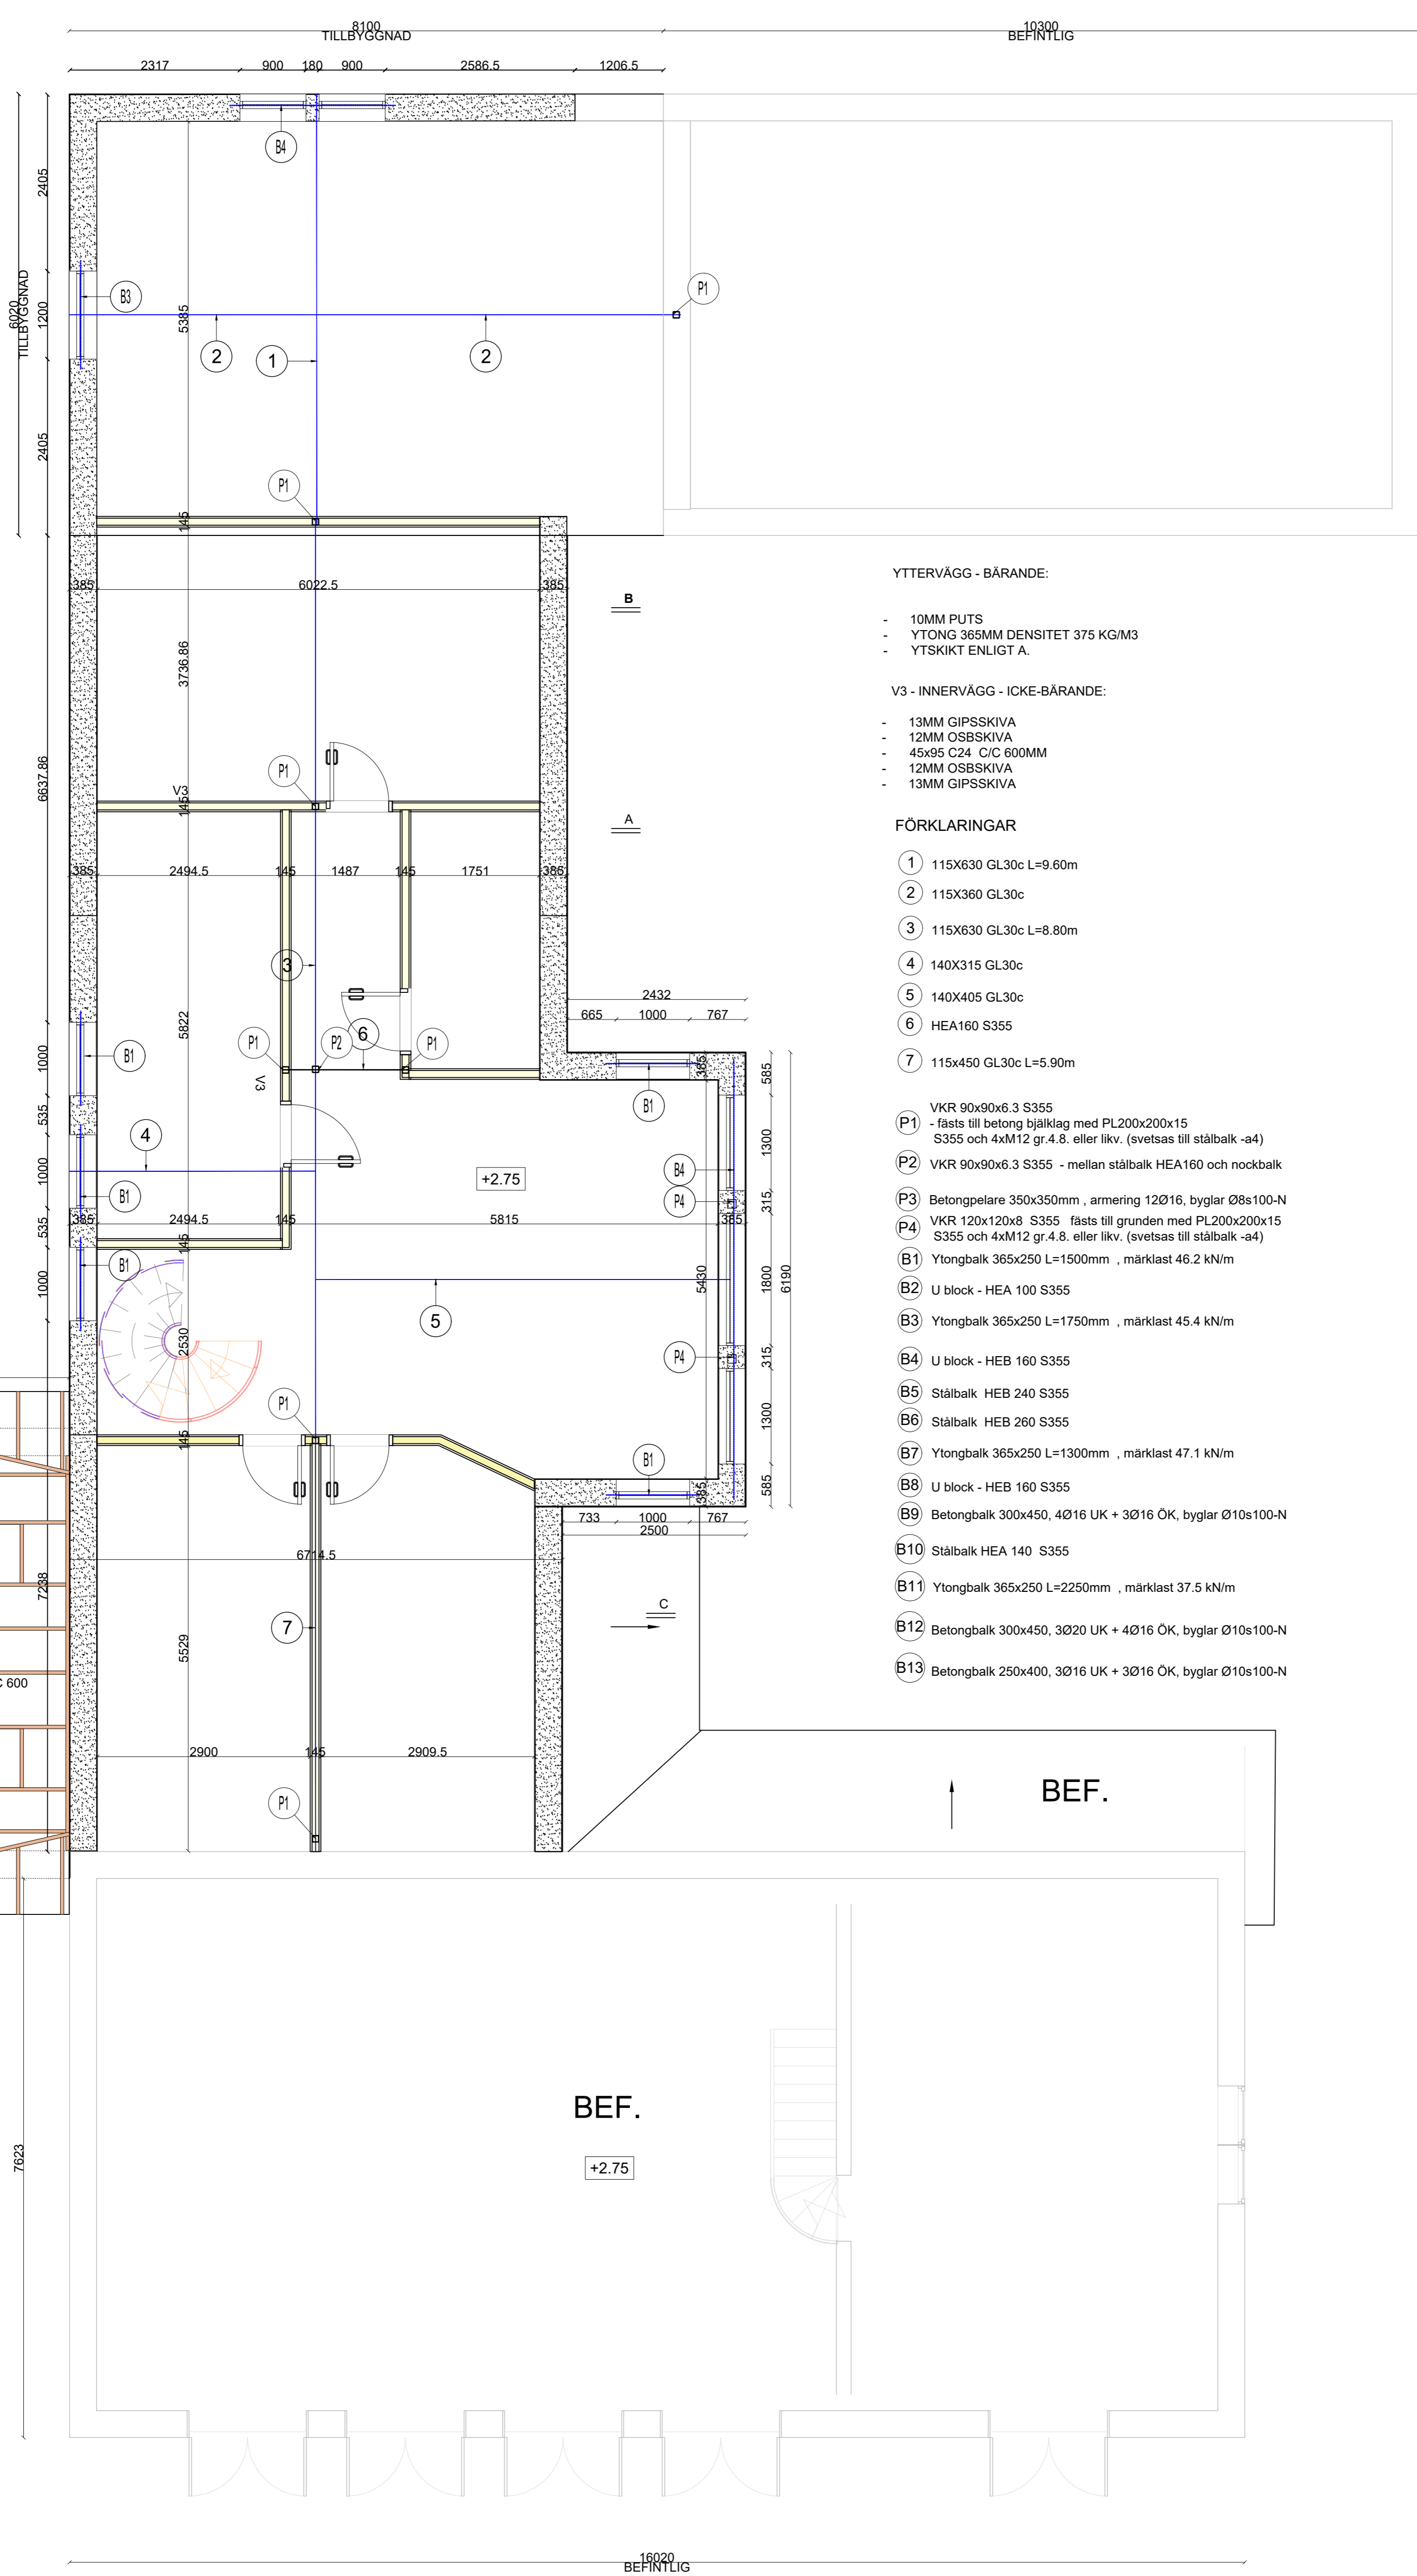 8100
TILLBYGGNAD
10300
BEFINTLIG
2317
900
180
900
2586.5
1206.5
B4
2405
6020
TILLBYGGNAD
1200
B3
5385
P1
2
1
2
2405
P1
145
385
6022.5
385
B
3736.86
6637.86
P1
V3
145
A
385
2494.5
145
1487
145
1751
385
3
2432
665
1000
767
5822
1000
B1
P1
P2
6
P1
V3
385
585
B1
535
4
1300
1000
B1
+2.75
B4
P4
315
385
2494.5
145
5815
385
535
145
B1
1000
5430
1800
6190
5
2530
P4
315
P1
1300
145
B1
385
585
733
1000
767
2500
6714.5
7238
C
7
5529
C 600
2900
145
2909.5
P1
YTTERVÄGG - BÄRANDE:
- 10MM PUTS
- YTONG 365MM DENSITET 375 KG/M3
- YTSKIKT ENLIGT A.
V3 - INNERVÄGG - ICKE-BÄRANDE:
- 13MM GIPSSKIVA
- 12MM OSBSKIVA
- 45x95 C24 C/C 600MM
- 12MM OSBSKIVA
- 13MM GIPSSKIVA
FÖRKLARINGAR
1 115X630 GL30c L=9.60m
2 115X360 GL30c
3 115X630 GL30c L=8.80m
4 140X315 GL30c
5 140X405 GL30c
6 HEA160 S355
7 115x450 GL30c L=5.90m
VKR 90x90x6.3 S355
P1 - fästs till betong bjälklag med PL200x200x15
S355 och 4xM12 gr.4.8. eller likv. (svetsas till stålbalk -a4)
P2 VKR 90x90x6.3 S355 - mellan stålbalk HEA160 och nockbalk
P3 Betongpelare 350x350mm , armering 12Ø16, byglar Ø8s100-N
P4 VKR 120x120x8 S355 fästs till grunden med PL200x200x15
S355 och 4xM12 gr.4.8. eller likv. (svetsas till stålbalk -a4)
B1 Ytongbalk 365x250 L=1500mm , märklast 46.2 kN/m
B2 U block - HEA 100 S355
B3 Ytongbalk 365x250 L=1750mm , märklast 45.4 kN/m
B4 U block - HEB 160 S355
B5 Stålbalk HEB 240 S355
B6 Stålbalk HEB 260 S355
B7 Ytongbalk 365x250 L=1300mm , märklast 47.1 kN/m
B8 U block - HEB 160 S355
B9 Betongbalk 300x450, 4Ø16 UK + 3Ø16 ÖK, byglar Ø10s100-N
B10 Stålbalk HEA 140 S355
B11 Ytongbalk 365x250 L=2250mm , märklast 37.5 kN/m
B12 Betongbalk 300x450, 3Ø20 UK + 4Ø16 ÖK, byglar Ø10s100-N
B13 Betongbalk 250x400, 3Ø16 UK + 3Ø16 ÖK, byglar Ø10s100-N
BEF.
BEF.
+2.75
7623
16020
BEFINTLIG